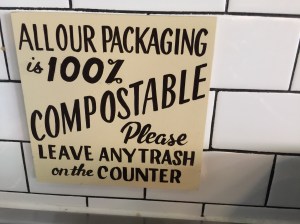 ALL OUR PACKAGING
is 100%
COMPOSTABLE
Please
LEAVE ANY TRASH
on the COUNTER